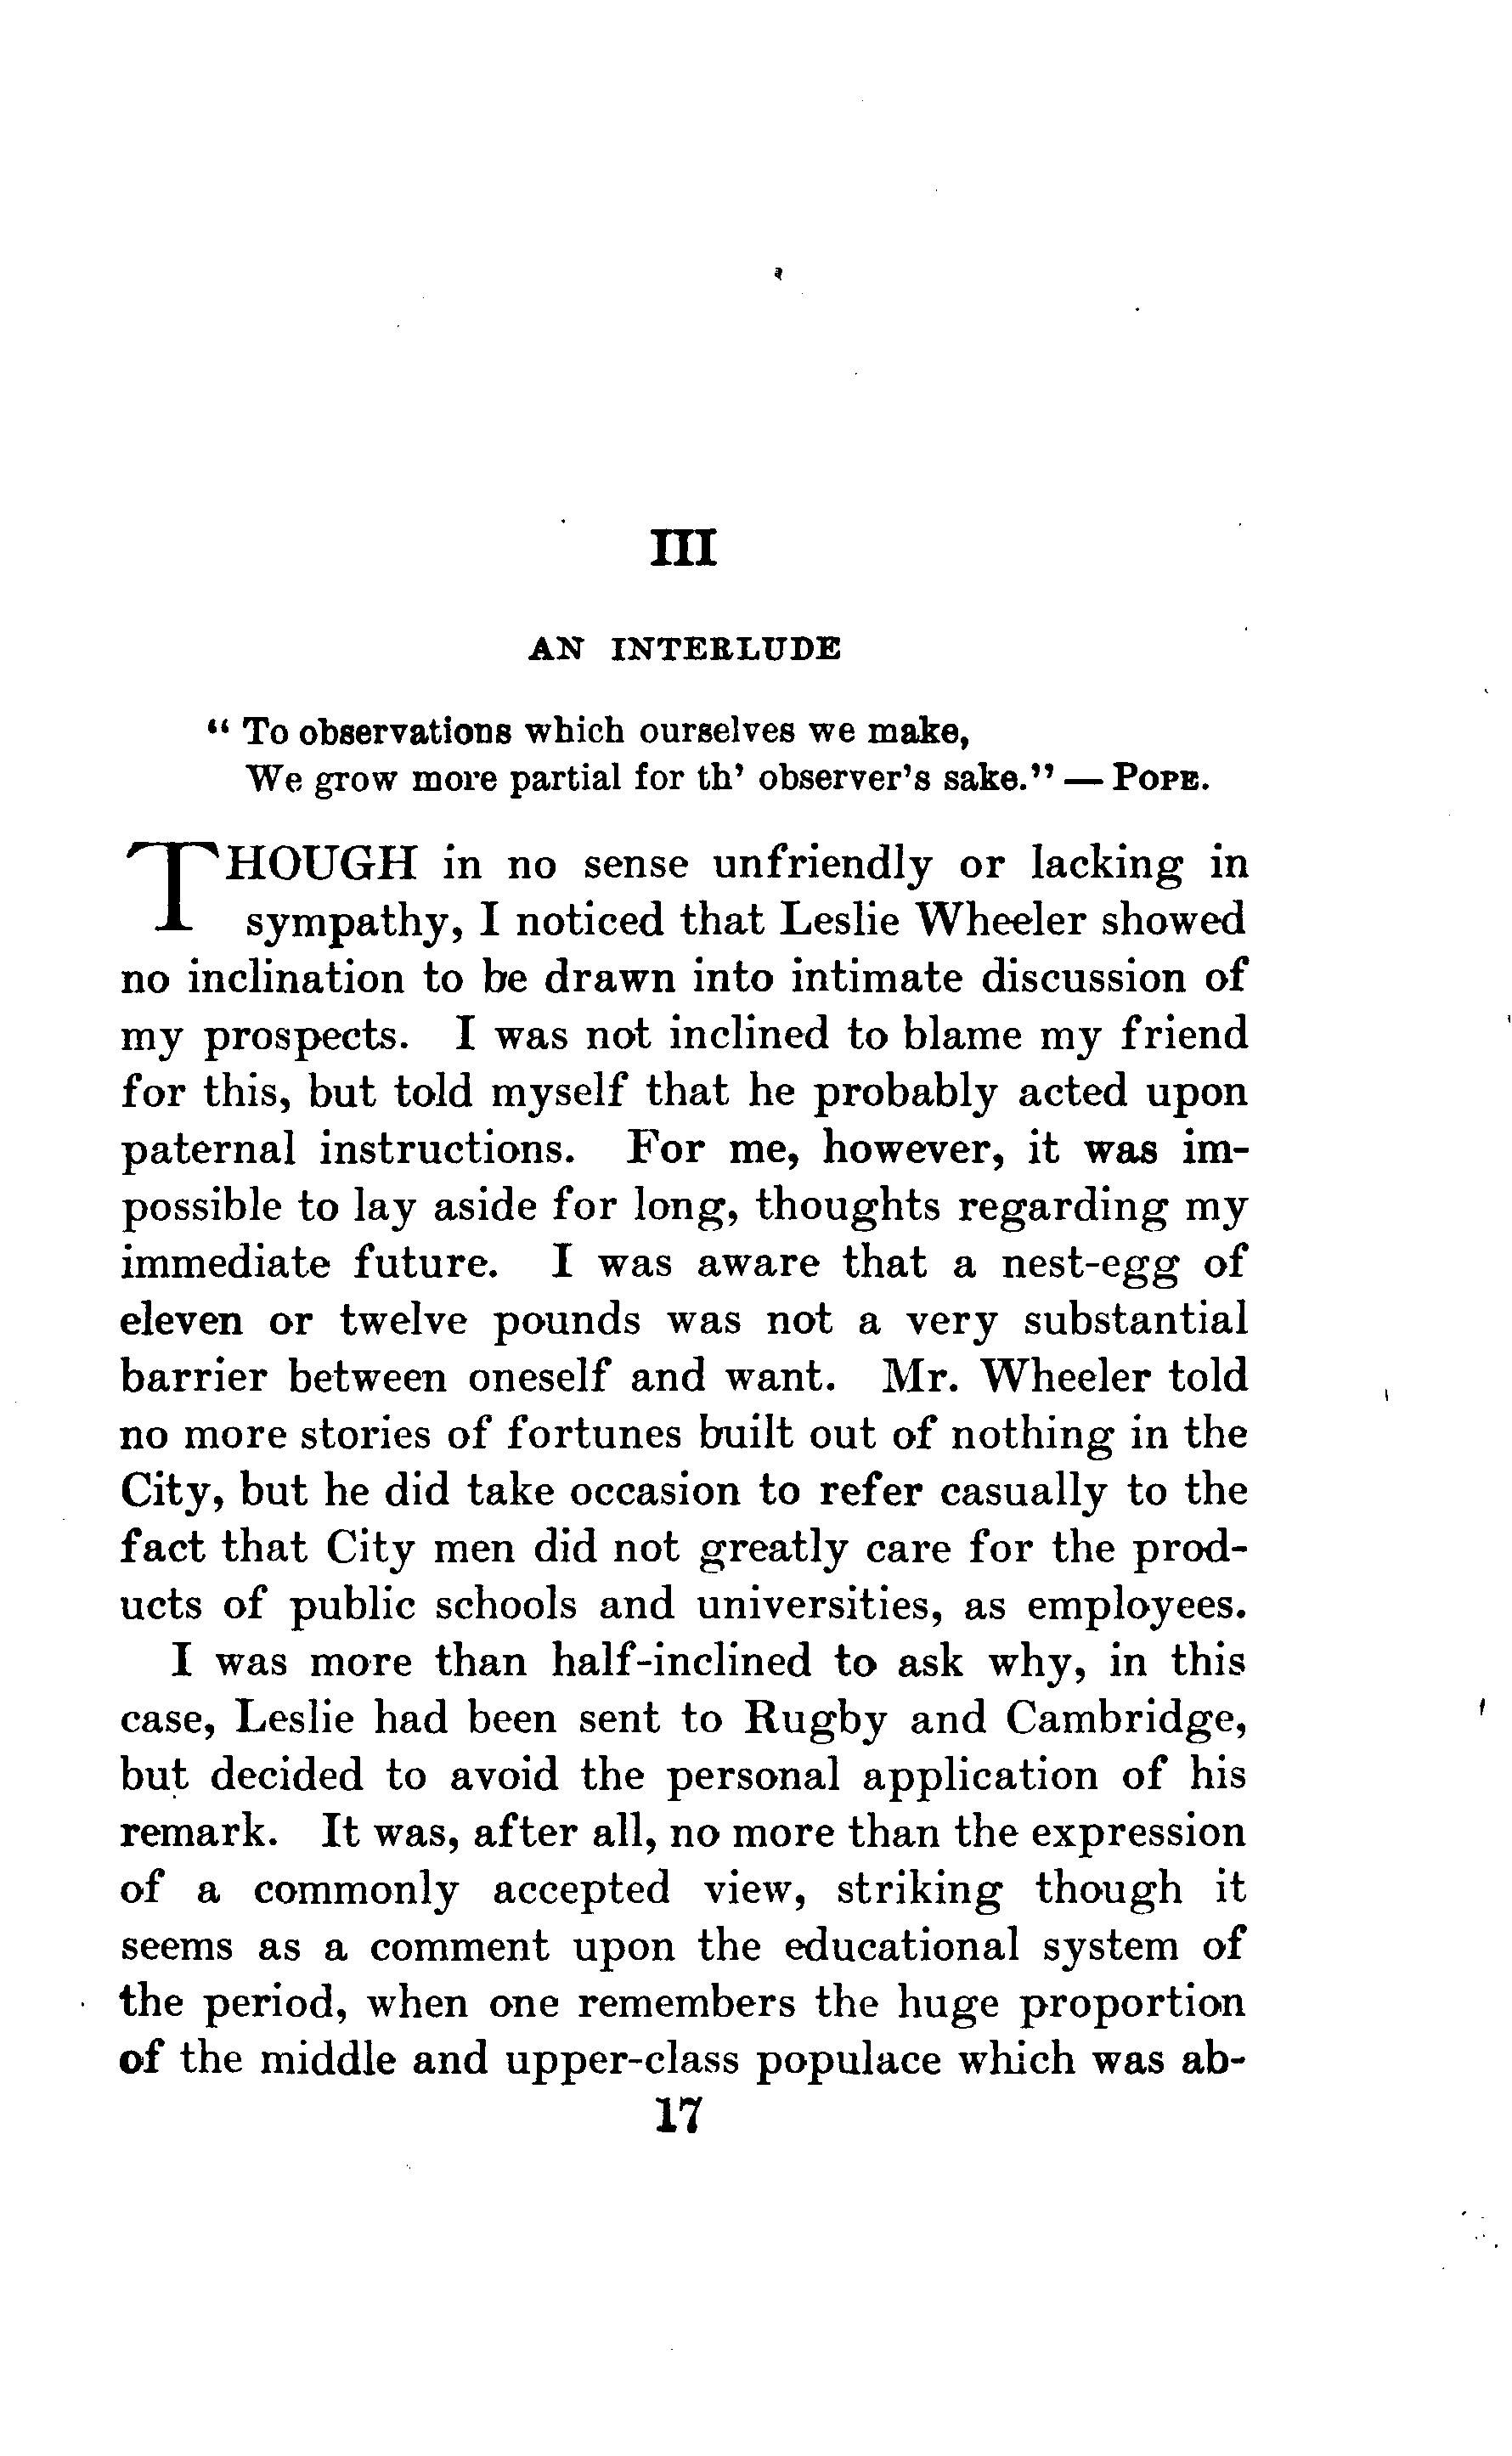 III
AN INTERLUDE
“ To observations which ourselves we make,
We grow more partial for th’ observer’s sake.” — POPE.
THOUGH in no sense unfriendly or lacking in
sympathy, I noticed that Leslie Wheeler showed
no inclination to be drawn into intimate discussion of
my prospects. I was not inclined to blame my friend
for this, but told myself that he probably acted upon
paternal instructions. For me, however, it was im-
possible to lay aside for long, thoughts regarding my
immediate future. I was aware that a nest-egg of
eleven or twelve pounds was not a very substantial
barrier between oneself and want. Mr. Wheeler told
no more stories of fortunes built out of nothing in the
City, but he did take occasion to refer casually to the
fact that City men did not greatly care for the prod-
ucts of public schools and universities, as employees.
I was more than half-inclined to ask why, in this
case, Leslie had been sent to Rugby and Cambridge,
but decided to avoid the personal application of his
remark. It was, after all, no more than the expression
of a commonly accepted view, striking though it
seems as a comment upon the educational system of
the period, when one remembers the huge proportion
of the middle and upper-class populace which was ab-
17